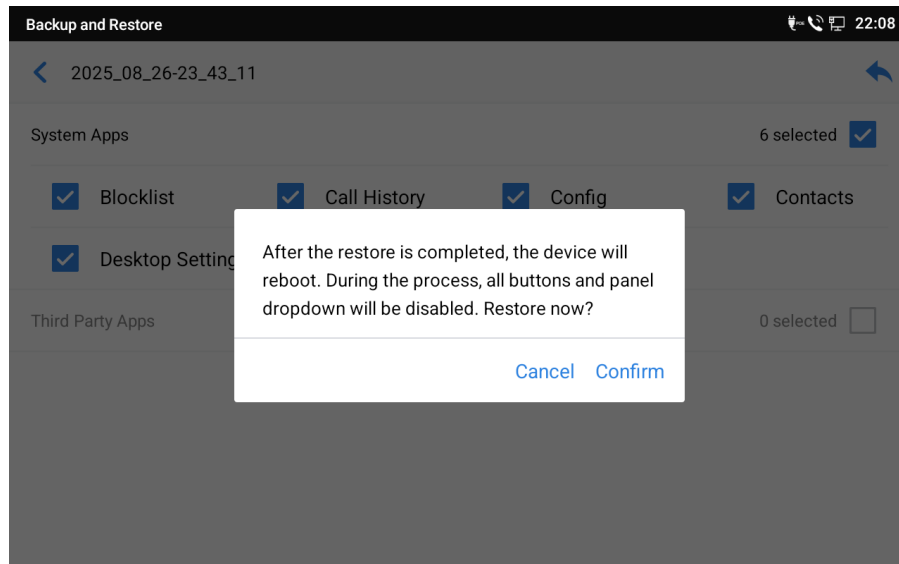 Backup and Restore
22:08
2025_08_26-23_43_11
System Apps
6 selected
Blocklist
Call History
Config
Contacts
Desktop Setting
After the restore is completed, the device will
reboot. During the process, all buttons and panel
dropdown will be disabled. Restore now?
Cancel
Confirm
Third Party Apps
0 selected